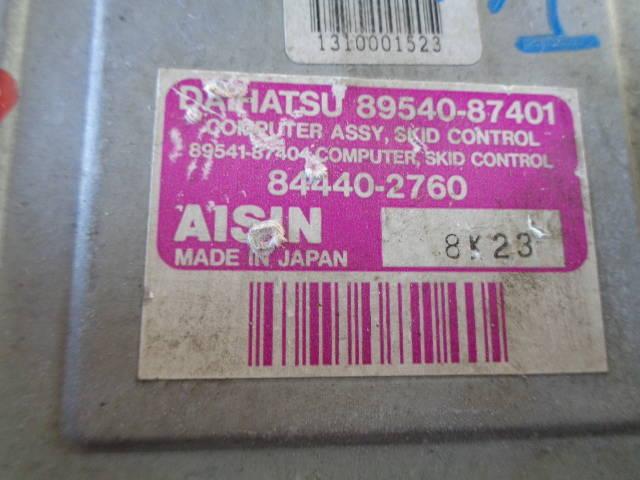 1310001523
DAIHATSU 89540-87401
COMPUTER ASSY, SKID CONTROL
89541-87404 COMPUTER, SKID CONTROL
84440-2760
AISIN
8K23
MADE IN JAPAN